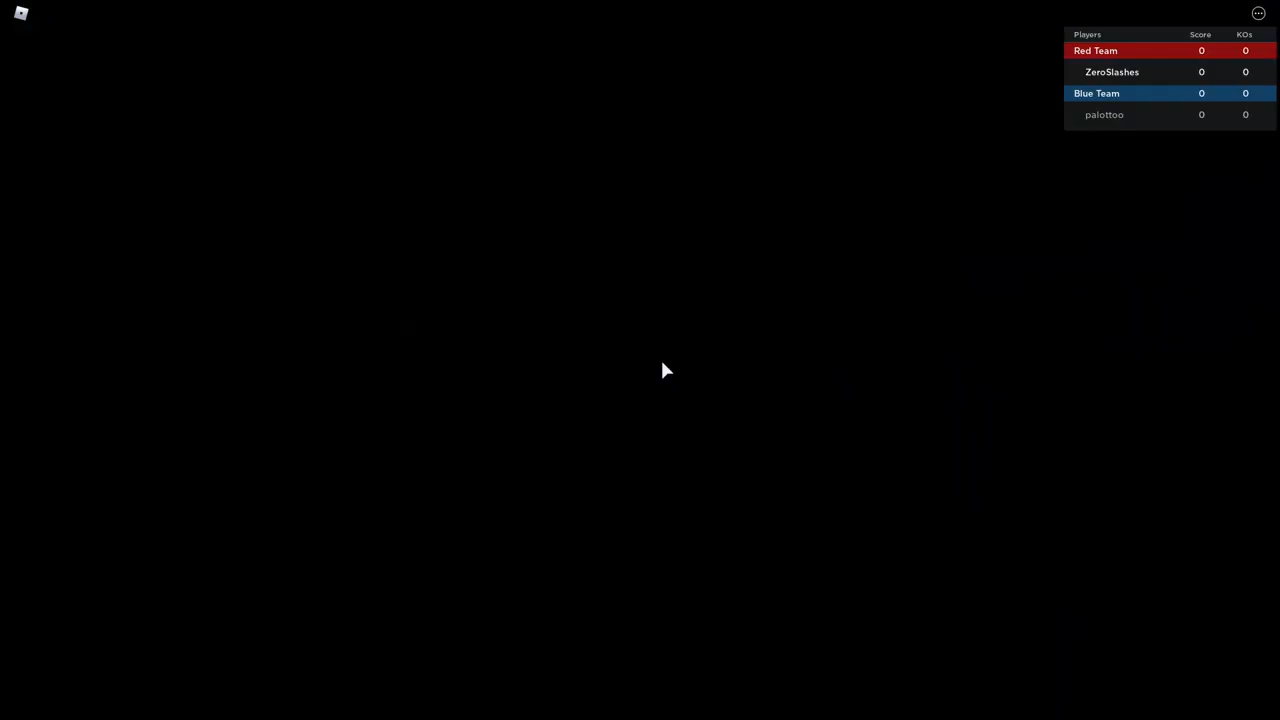 Players Score KOs
Red Team 0 0
ZeroSlashes 0 0
Blue Team 0 0
palottoo 0 0